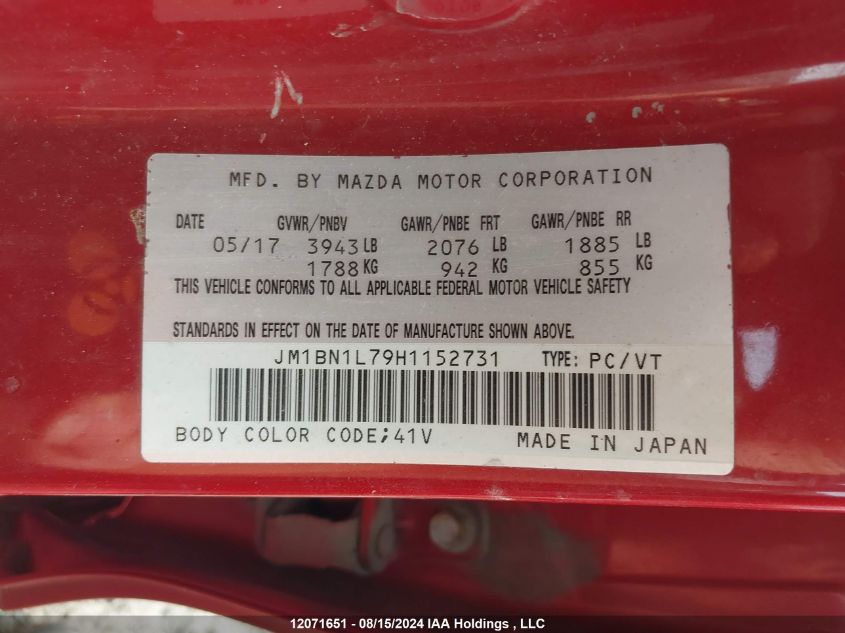 MFD. BY MAZDA MOTOR CORPORATION
DATE GVWR/PNBV GAWR/PNBE FRT GAWR/PNBE RR
05/17 3943 LB 2076 LB 1885 LB
1788 KG 942 KG 855 KG
THIS VEHICLE CONFORMS TO ALL APPLICABLE FEDERAL MOTOR VEHICLE SAFETY
STANDARDS IN EFFECT ON THE DATE OF MANUFACTURE SHOWN ABOVE.
JM1BN1L79H1152731 TYPE: PC/VT
BODY COLOR CODE;41V MADE IN JAPAN
12071651 - 08/15/2024 IAA Holdings , LLC